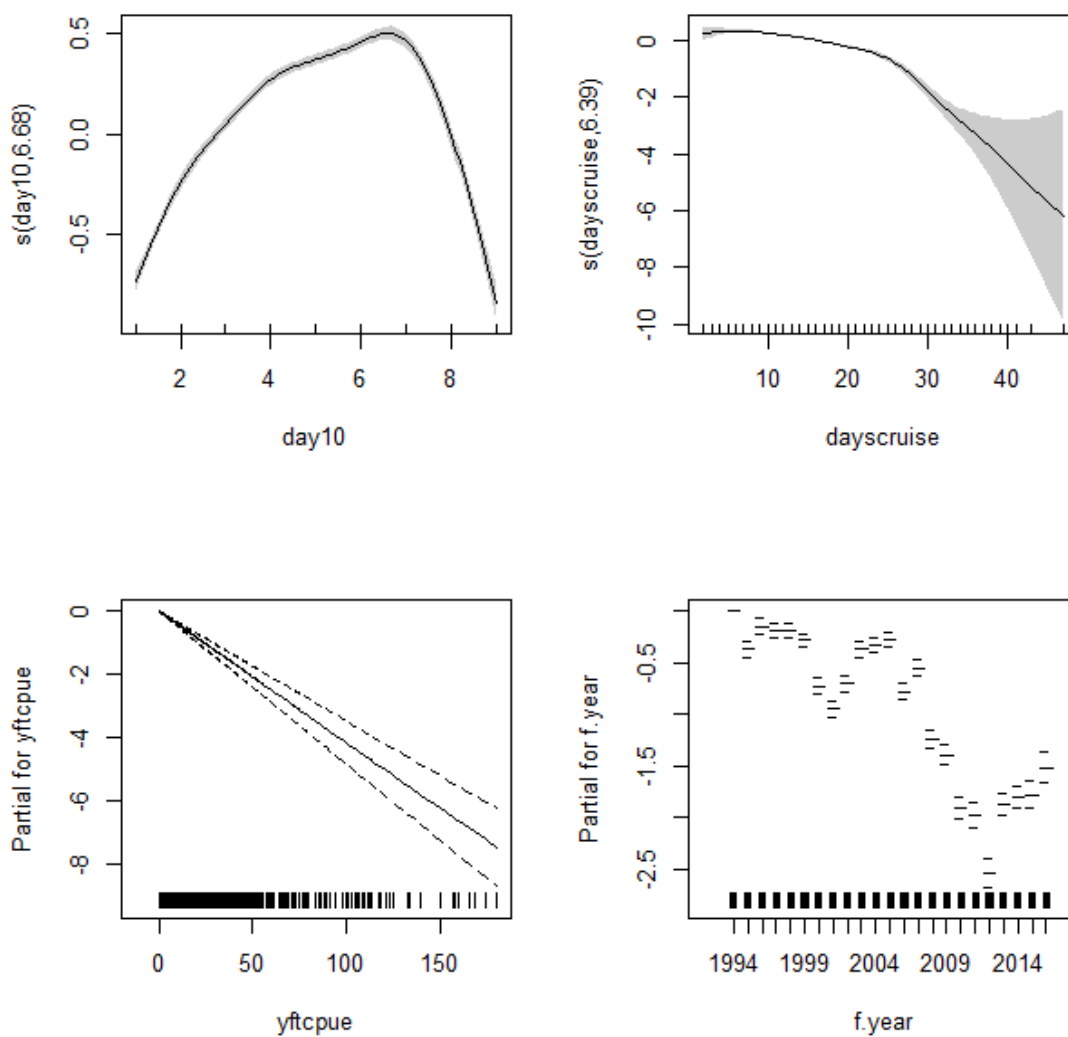 s(day10,6.68)
0.5
0.0
-0.5
2 4 6 8
day10
s(dayscruise,6.39)
0
-2
-4
-6
-8
-10
10 20 30 40
dayscruise
Partial for yftcpue
0
-2
-4
-6
-8
0 50 100 150
yftcpue
Partial for f.year
-0.5
-1.5
-2.5
1994 1999 2004 2009 2014
f.year